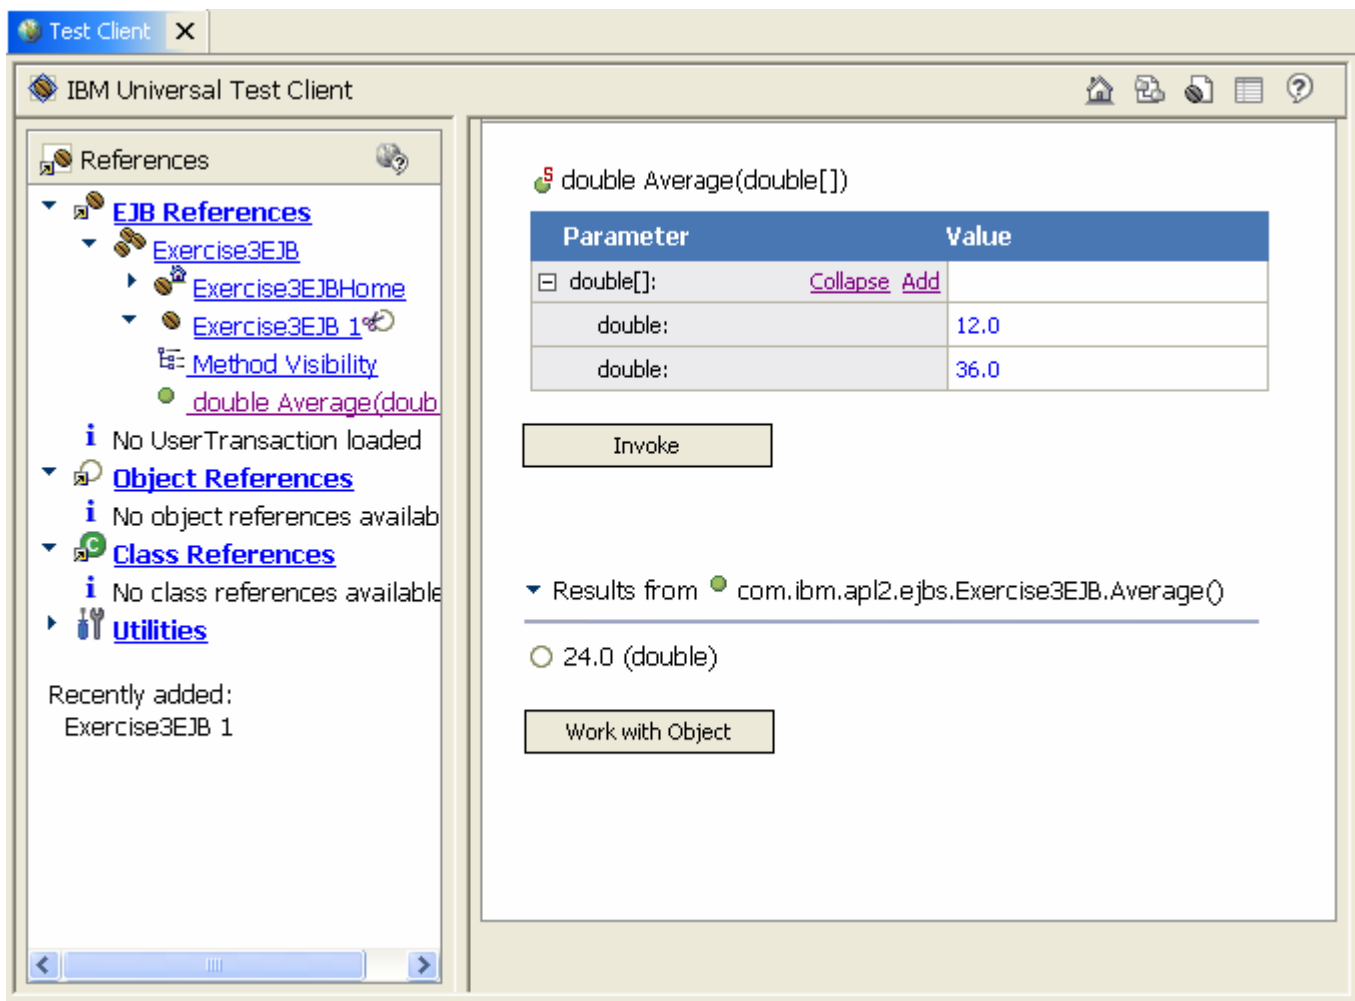 Test Client
IBM Universal Test Client
References
EJB References
Exercise3EJB
Exercise3EJBHome
Exercise3EJB 1
Method Visibility
double Average(doub
No UserTransaction loaded
Object References
No object references availab
Class References
No class references available
Utilities
Recently added:
Exercise3EJB 1
double Average(double[])
Parameter Value
double[]: Collapse Add
double: 12.0
double: 36.0
Invoke
Results from com.ibm.apl2.ejbs.Exercise3EJB.Average()
24.0 (double)
Work with Object